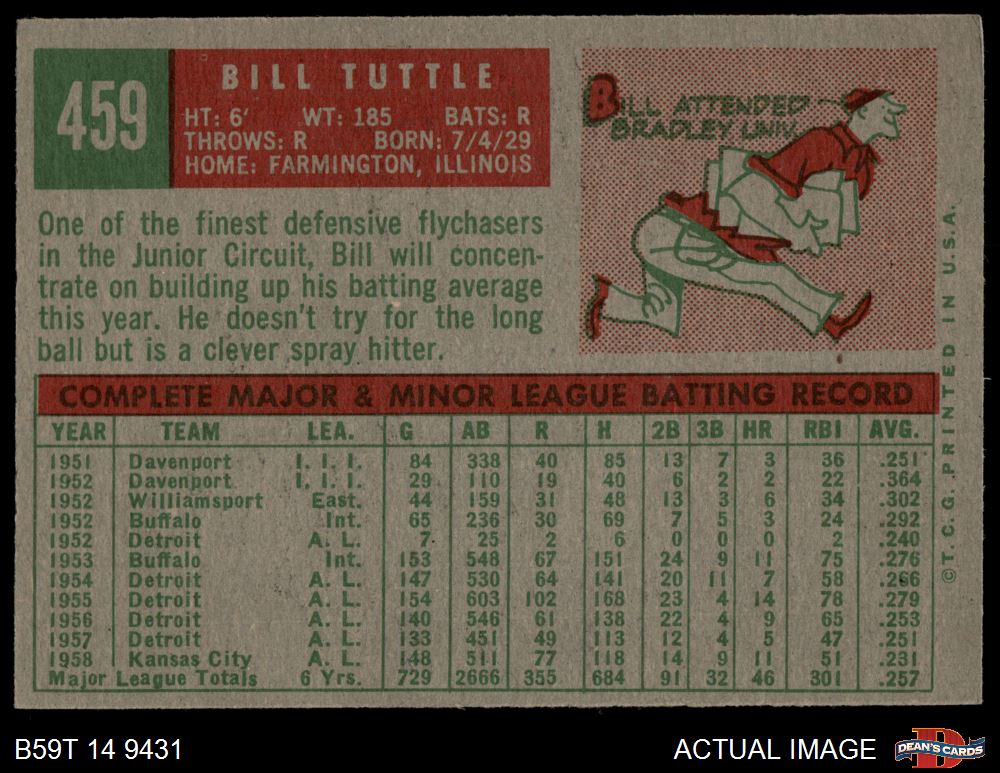 459
BILL TUTTLE
HT: 6' WT: 185 BATS: R
THROWS: R BORN: 7/4/29
HOME: FARMINGTON, ILLINOIS
BILL ATTENDED
BRADLEY UNIV.
One of the finest defensive flychasers
in the Junior Circuit, Bill will concen-
trate on building up his batting average
this year. He doesn't try for the long
ball but is a clever spray hitter.
COMPLETE MAJOR & MINOR LEAGUE BATTING RECORD
YEAR TEAM LEA. G AB R H 2B 3B HR RBI AVG.
1951 Davenport I. I. I. 84 338 40 85 13 7 3 36 .251
1952 Davenport I. I. I. 29 110 19 40 6 2 2 22 .364
1952 Williamsport East. 44 159 31 48 13 3 6 34 .302
1952 Buffalo Int. 65 236 30 69 7 5 3 24 .292
1952 Detroit A. L. 7 25 2 6 0 0 0 2 .240
1953 Buffalo Int. 153 548 67 151 24 9 11 75 .276
1954 Detroit A. L. 147 530 64 141 20 11 7 58 .266
1955 Detroit A. L. 154 603 102 168 23 4 14 78 .279
1956 Detroit A. L. 140 546 61 138 22 4 9 65 .253
1957 Detroit A. L. 133 451 49 113 12 4 5 47 .251
1958 Kansas City A. L. 148 511 77 118 14 9 11 51 .231
Major League Totals 6 Yrs. 729 2666 355 684 91 32 46 301 .257
©T.C.G. PRINTED IN U.S.A.
B59T 14 9431
ACTUAL IMAGE
D
DEAN'S CARDS